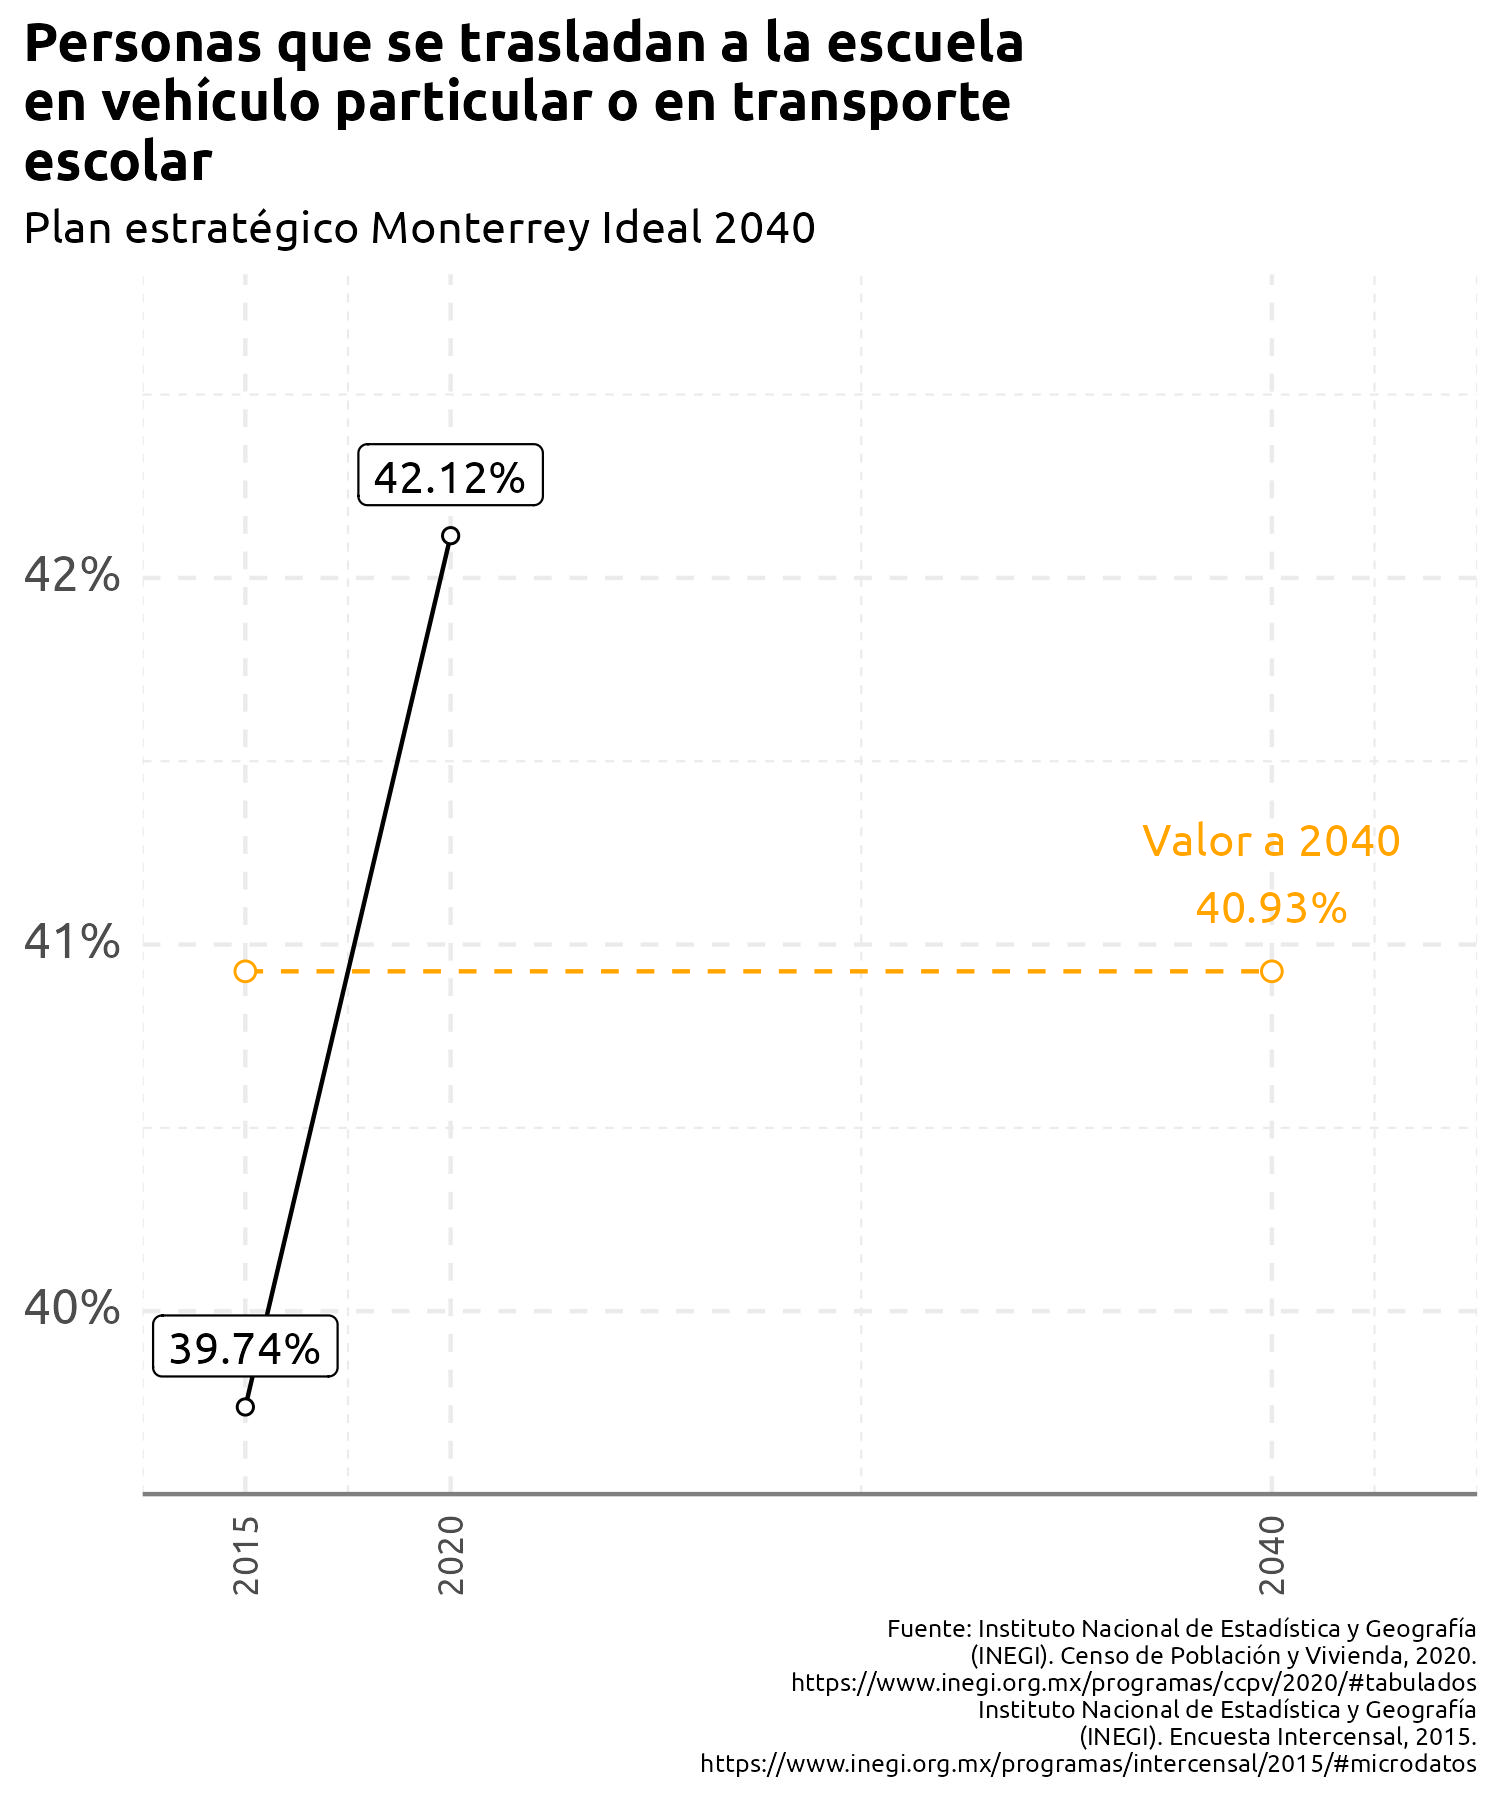 Personas que se trasladan a la escuela
en vehículo particular o en transporte
escolar
Plan estratégico Monterrey Ideal 2040
42.12%
42%
Valor a 2040
40.93%
41%
40%
39.74%
2015
2020
2040
Fuente: Instituto Nacional de Estadística y Geografía
(INEGI). Censo de Población y Vivienda, 2020.
https://www.inegi.org.mx/programas/ccpv/2020/#tabulados
Instituto Nacional de Estadística y Geografía
(INEGI). Encuesta Intercensal, 2015.
https://www.inegi.org.mx/programas/intercensal/2015/#microdatos